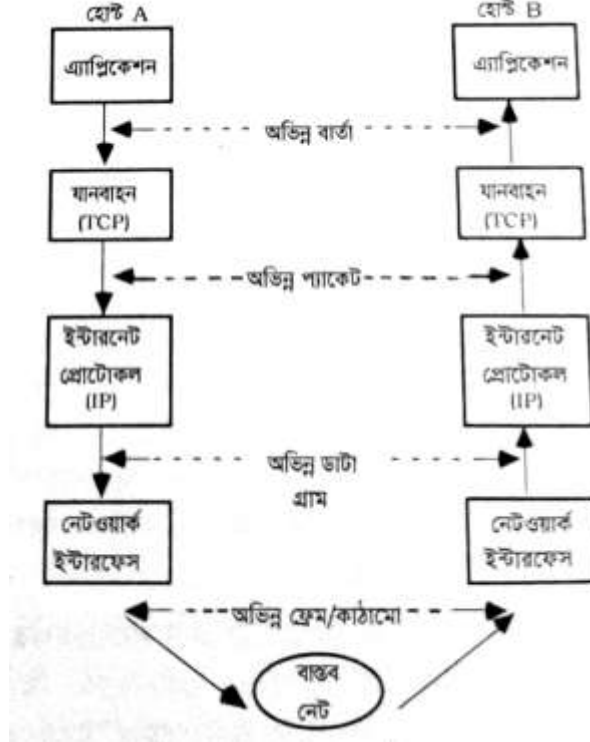 হোস্ট A
হোস্ট B
এ্যাপ্লিকেশন
এ্যাপ্লিকেশন
অভিন্ন বার্তা
যানবাহন
(TCP)
যানবাহন
(TCP)
অভিন্ন প্যাকেট
ইন্টারনেট
প্রোটোকল
(IP)
ইন্টারনেট
প্রোটোকল
(IP)
অভিন্ন ডাটা
গ্রাম
নেটওয়ার্ক
ইন্টারফেস
নেটওয়ার্ক
ইন্টারফেস
অভিন্ন ফ্রেম/কাঠামো
বাস্তব
নেট